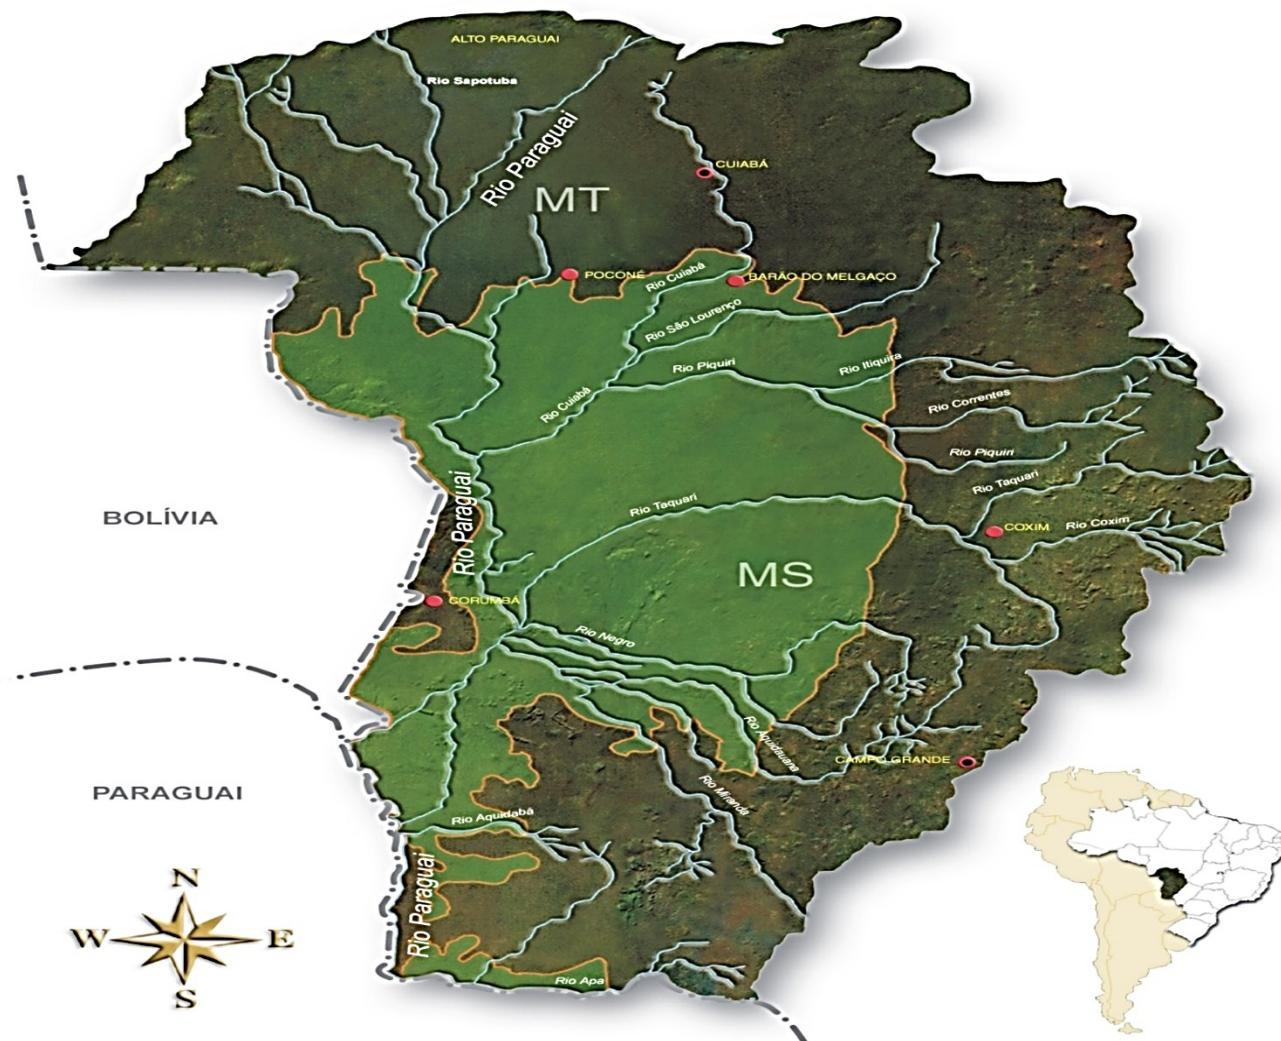 ALTO PARAGUAI
Rio Sapotuba
Rio Paraguai
CUIABÁ
MT
POCONÉ
Rio Cuiabá
BARÃO DO MELGAÇO
Rio São Lourenço
Rio Piquiri
Rio Itiquira
Rio Cuiabá
Rio Correntes
Rio Piquiri
Rio Paraguai
Rio Taquari
Rio Taquari
BOLÍVIA
COXIM
Rio Coxim
MS
CORUMBÁ
Rio Negro
Rio Aquidauana
CAMPO GRANDE
PARAGUAI
Rio Miranda
Rio Aquidabã
Rio Paraguai
N
W
E
S
Rio Apa